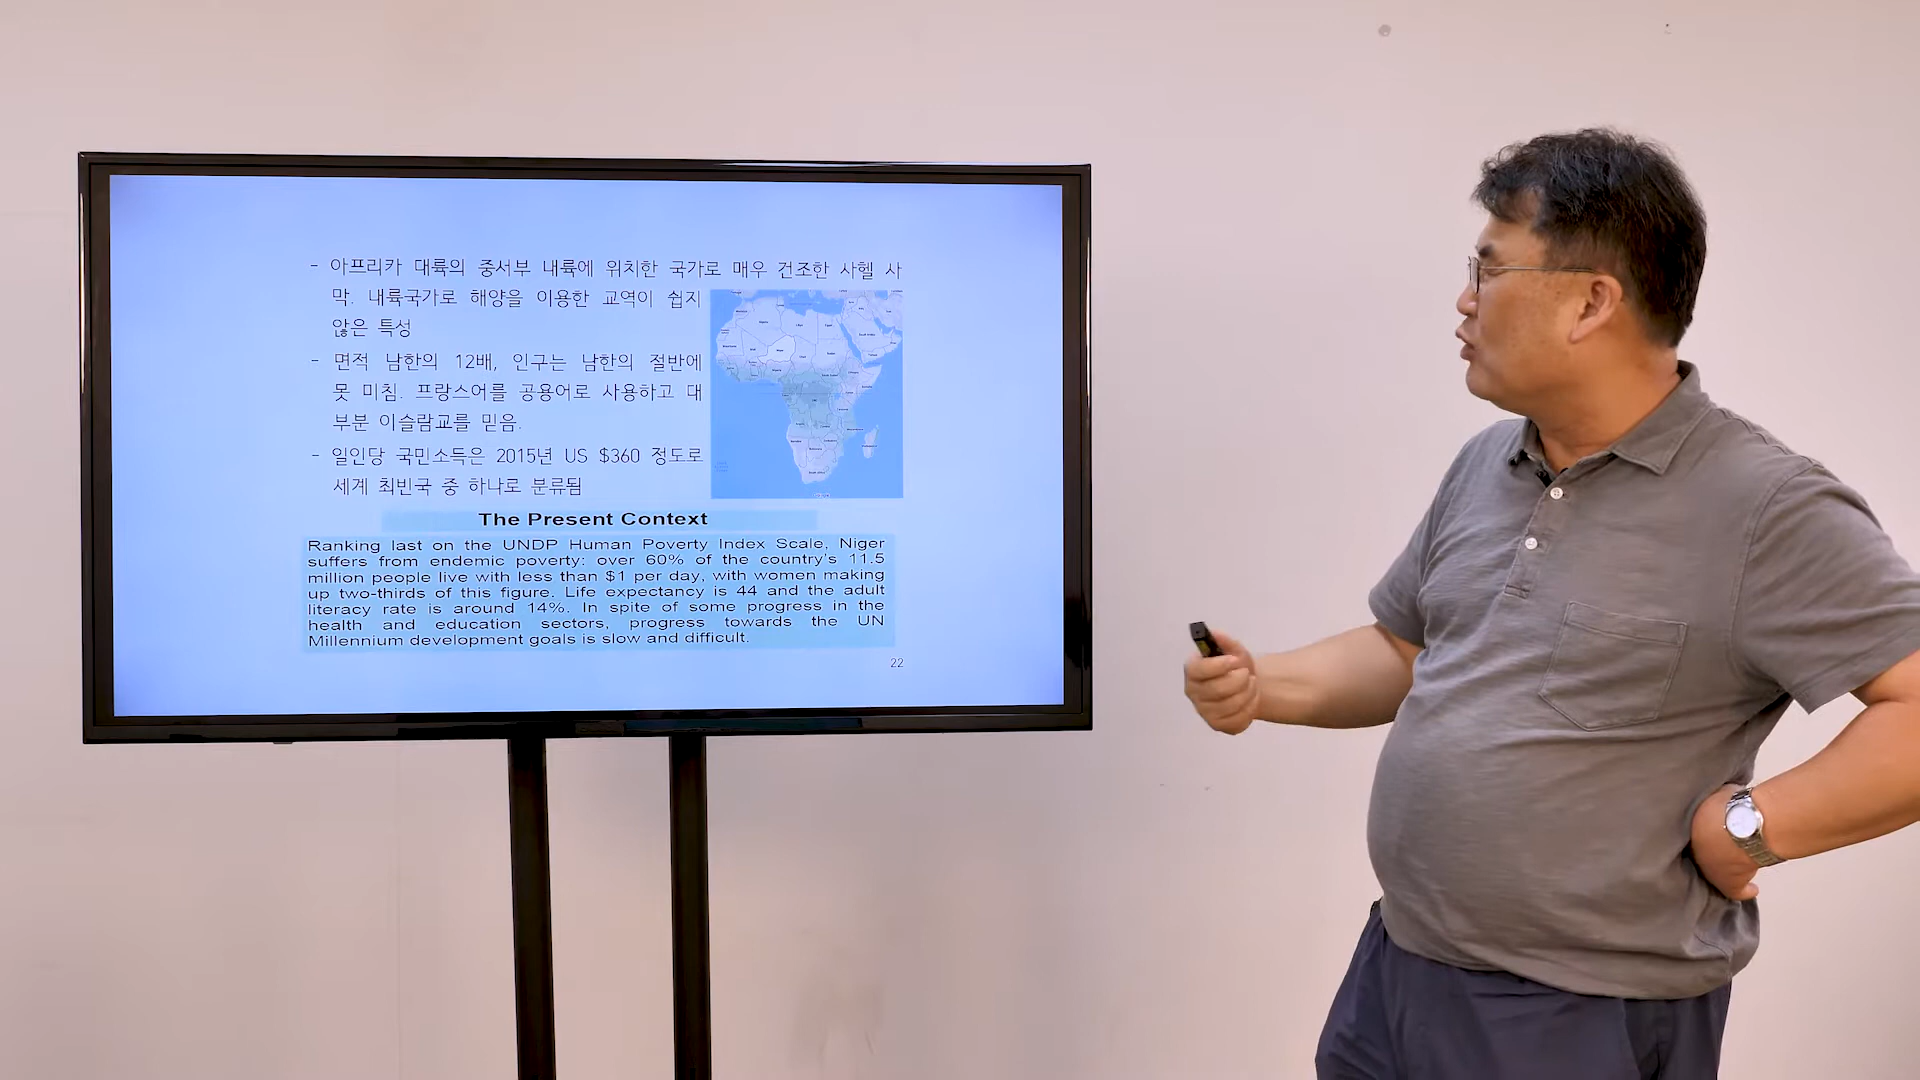 - 아프리카 대륙의 중서부 내륙에 위치한 국가로 매우 건조한 사헬 사
막. 내륙국가로 해양을 이용한 교역이 쉽지
않은 특성
- 면적 남한의 12배, 인구는 남한의 절반에
못 미침. 프랑스어를 공용어로 사용하고 대
부분 이슬람교를 믿음.
- 일인당 국민소득은 2015년 US $360 정도로
세계 최빈국 중 하나로 분류됨
The Present Context
Ranking last on the UNDP Human Poverty Index Scale, Niger
suffers from endemic poverty: over 60% of the country's 11.5
million people live with less than $1 per day, with women making
up two-thirds of this figure. Life expectancy is 44 and the adult
literacy rate is around 14%. In spite of some progress in the
health and education sectors, progress towards the UN
Millennium development goals is slow and difficult.
22